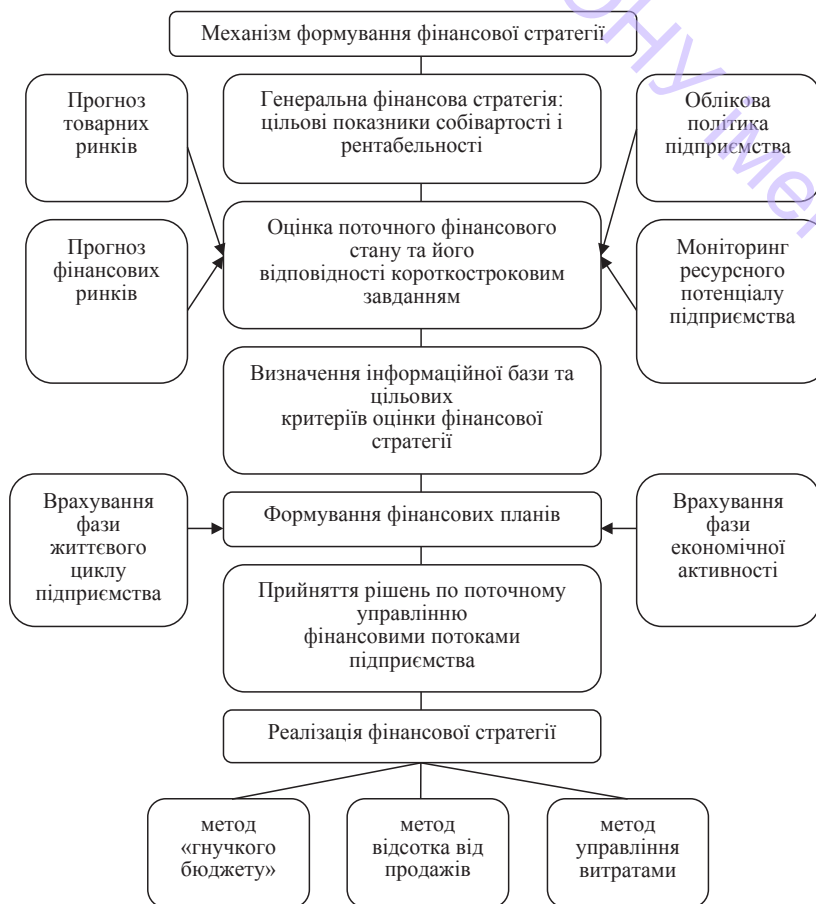 Механізм формування фінансової стратегії
Прогноз
товарних
ринків
Генеральна фінансова стратегія:
цільові показники собівартості і
рентабельності
Облікова
політика
підприємства
Прогноз
фінансових
ринків
Оцінка поточного фінансового
стану та його
відповідності короткостроковим
завданням
Моніторинг
ресурсного
потенціалу
підприємства
Визначення інформаційної бази та
цільових
критеріїв оцінки фінансової
стратегії
Врахування
фази
життєвого
циклу
підприємства
Формування фінансових планів
Врахування
фази
економічної
активності
Прийняття рішень по поточному
управлінню
фінансовими потоками
підприємства
Реалізація фінансової стратегії
метод
«гнучкого
бюджету»
метод
відсотка від
продажів
метод
управління
витратами